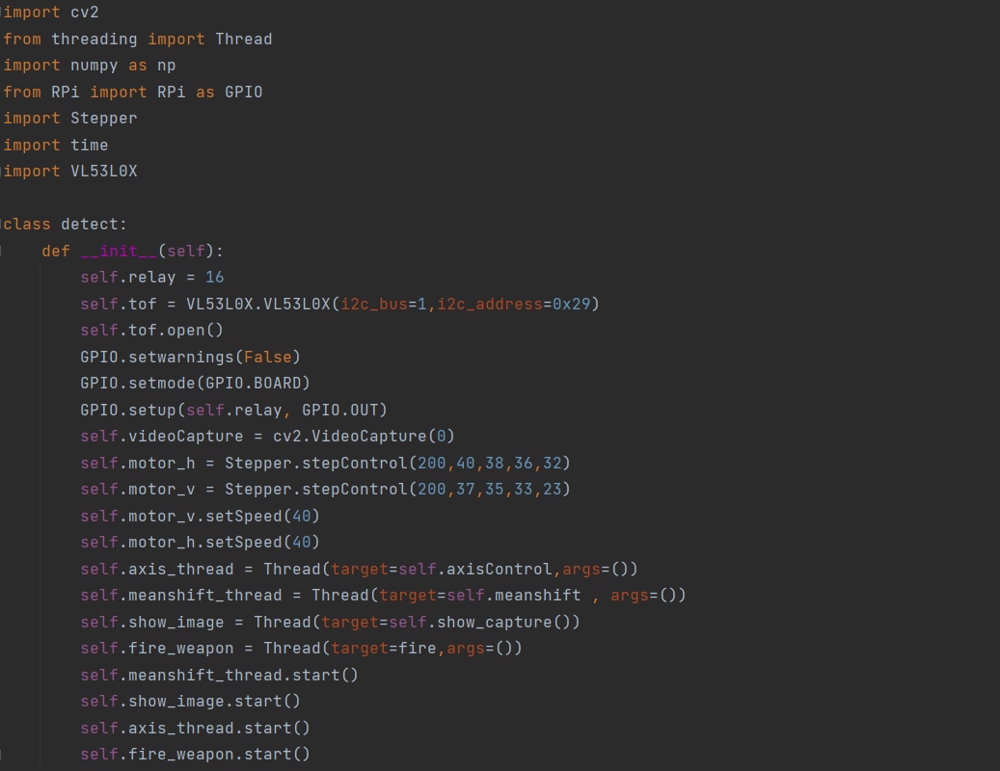 import cv2
from threading import Thread
import numpy as np
from RPi import RPi as GPIO
import Stepper
import time
import VL53L0X

class detect:
    def __init__(self):
        self.relay = 16
        self.tof = VL53L0X.VL53L0X(i2c_bus=1,i2c_address=0x29)
        self.tof.open()
        GPIO.setwarnings(False)
        GPIO.setmode(GPIO.BOARD)
        GPIO.setup(self.relay, GPIO.OUT)
        self.videoCapture = cv2.VideoCapture(0)
        self.motor_h = Stepper.stepControl(200,40,38,36,32)
        self.motor_v = Stepper.stepControl(200,37,35,33,23)
        self.motor_v.setSpeed(40)
        self.motor_h.setSpeed(40)
        self.axis_thread = Thread(target=self.axisControl,args=())
        self.meanshift_thread = Thread(target=self.meanshift , args=())
        self.show_image = Thread(target=self.show_capture())
        self.fire_weapon = Thread(target=fire,args=())
        self.meanshift_thread.start()
        self.show_image.start()
        self.axis_thread.start()
        self.fire_weapon.start()